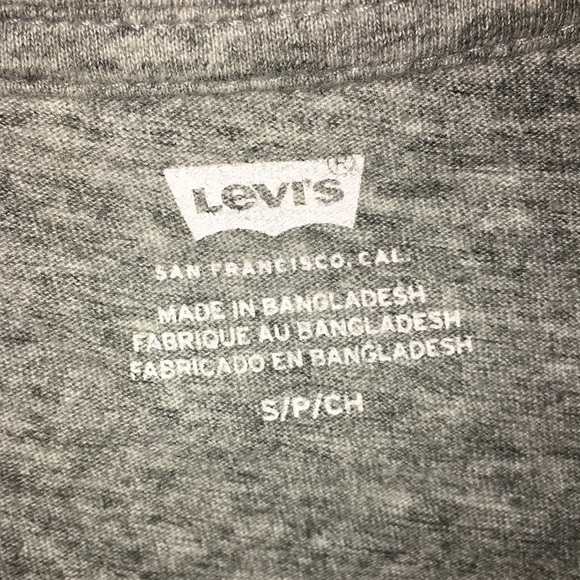 Levi's ®
SAN FRANCISCO, CAL.
MADE IN BANGLADESH
FABRIQUE AU BANGLADESH
FABRICADO EN BANGLADESH
S/P/CH